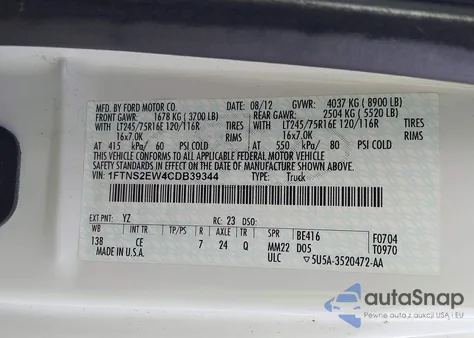 MFD. BY FORD MOTOR CO. DATE: 08/12 GVWR: 4037 KG ( 8900 LB)
FRONT GAWR: 1678 KG ( 3700 LB) REAR GAWR: 2504 KG ( 5520 LB)
WITH LT245/75R16E 120/116R TIRES WITH LT245/75R16E 120/116R TIRES
16x7.0K RIMS 16x7.0K RIMS
AT 415 kPa/ 60 PSI COLD AT 550 kPa/ 80 PSI COLD
THIS VEHICLE CONFORMS TO ALL APPLICABLE FEDERAL MOTOR VEHICLE SAFETY STANDARDS IN EFFECT ON THE DATE OF MANUFACTURE SHOWN ABOVE.
VIN: 1FTNS2EW4CDB39344 TYPE: Truck
EXT PNT: YZ RC: 23 DSO:
WB R AX TR SPR BE416 F0704
138 CE 7 24 Q MM22 D05 T0970
MADE IN U.S.A. ULC 5U5A-3520472-AA
autoSnap
Pewne auta z USA i EU